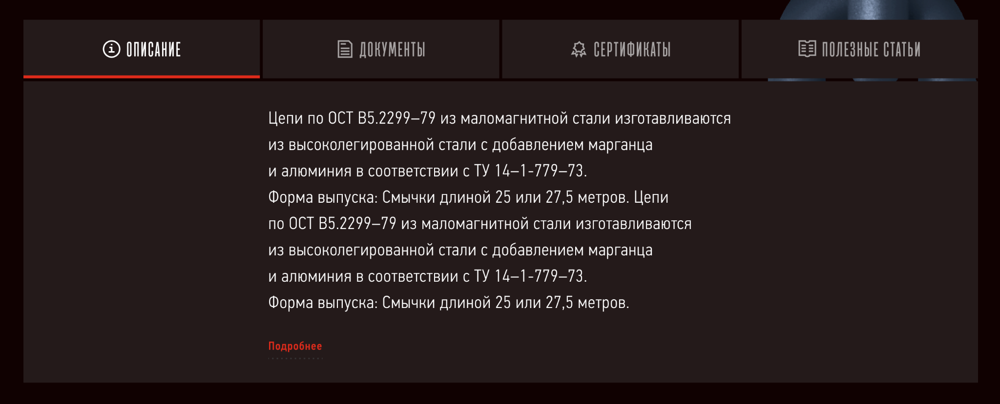 ОПИСАНИЕ
ДОКУМЕНТЫ
СЕРТИФИКАТЫ
ПОЛЕЗНЫЕ СТАТЬИ
Цепи по ОСТ В5.2299–79 из маломагнитной стали изготавливаются
из высоколегированной стали с добавлением марганца
и алюминия в соответствии с ТУ 14–1-779–73.
Форма выпуска: Смычки длиной 25 или 27,5 метров. Цепи
по ОСТ В5.2299–79 из маломагнитной стали изготавливаются
из высоколегированной стали с добавлением марганца
и алюминия в соответствии с ТУ 14–1-779–73.
Форма выпуска: Смычки длиной 25 или 27,5 метров.
Подробнее